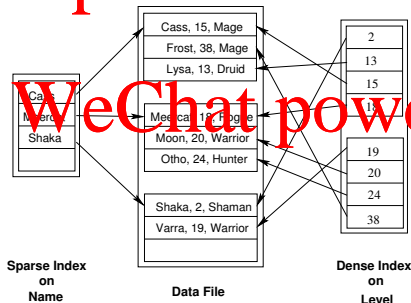 Cass, 15, Mage
Frost, 38, Mage
Lysa, 13, Druid
Meercat, 18, Rogue
Moon, 20, Warrior
Otho, 24, Hunter
Shaka, 2, Shaman
Varra, 19, Warrior
Cass
Meercat
Shaka
2
13
15
18
19
20
24
38
WeChat powe
Sparse Index
on
Name
Data File
Dense Index
on
Level